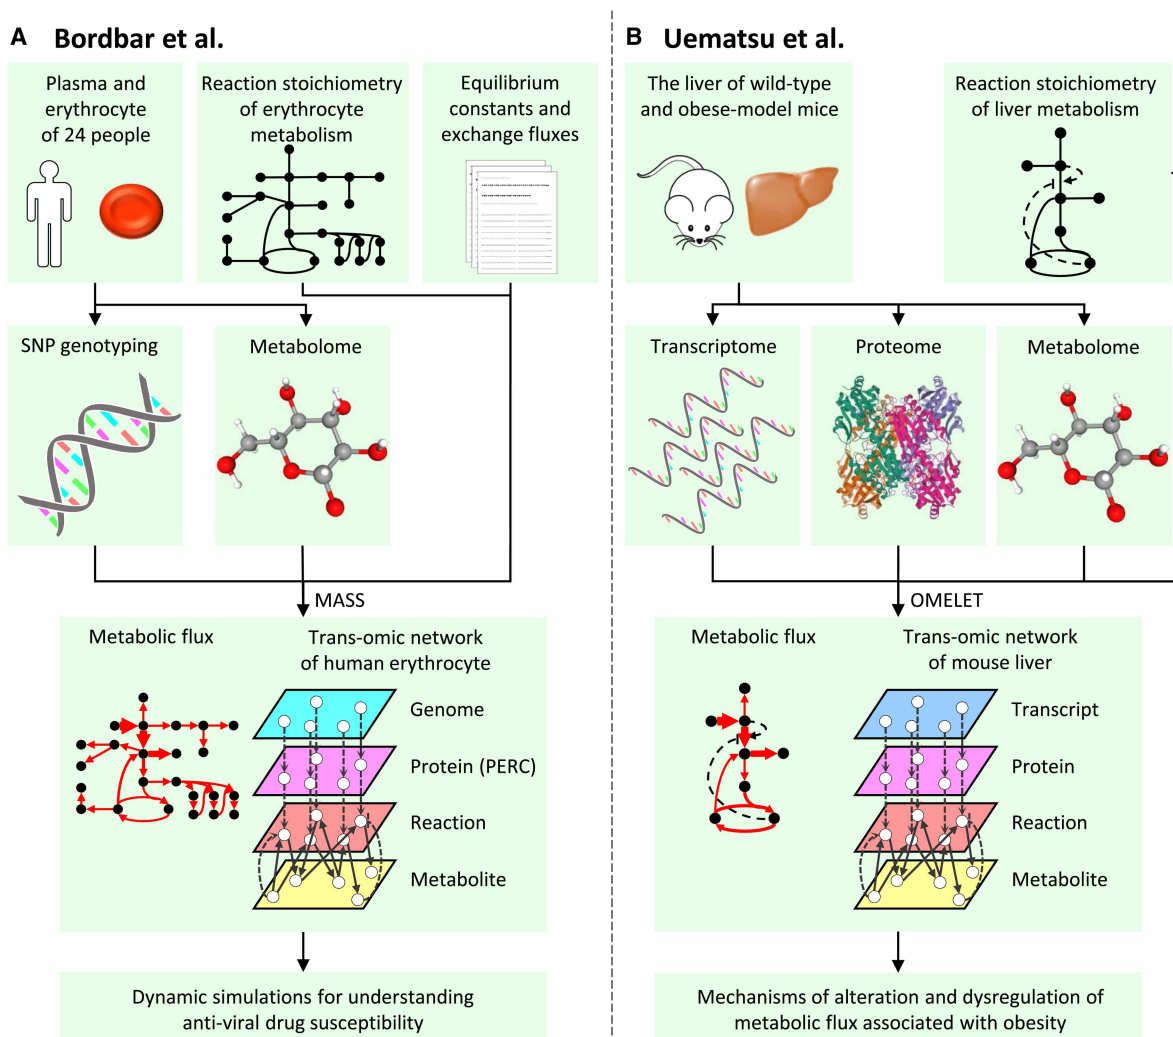 A Bordbar et al.
Plasma and
erythrocyte
of 24 people
Reaction stoichiometry
of erythrocyte
metabolism
Equilibrium
constants and
exchange fluxes
SNP genotyping
Metabolome
MASS
Metabolic flux
Trans-omic network
of human erythrocyte
Genome
Protein (PERC)
Reaction
Metabolite
Dynamic simulations for understanding
anti-viral drug susceptibility
B Uematsu et al.
The liver of wild-type
and obese-model mice
Reaction stoichiometry
of liver metabolism
Transcriptome
Proteome
Metabolome
OMELET
Metabolic flux
Trans-omic network
of mouse liver
Transcript
Protein
Reaction
Metabolite
Mechanisms of alteration and dysregulation of
metabolic flux associated with obesity